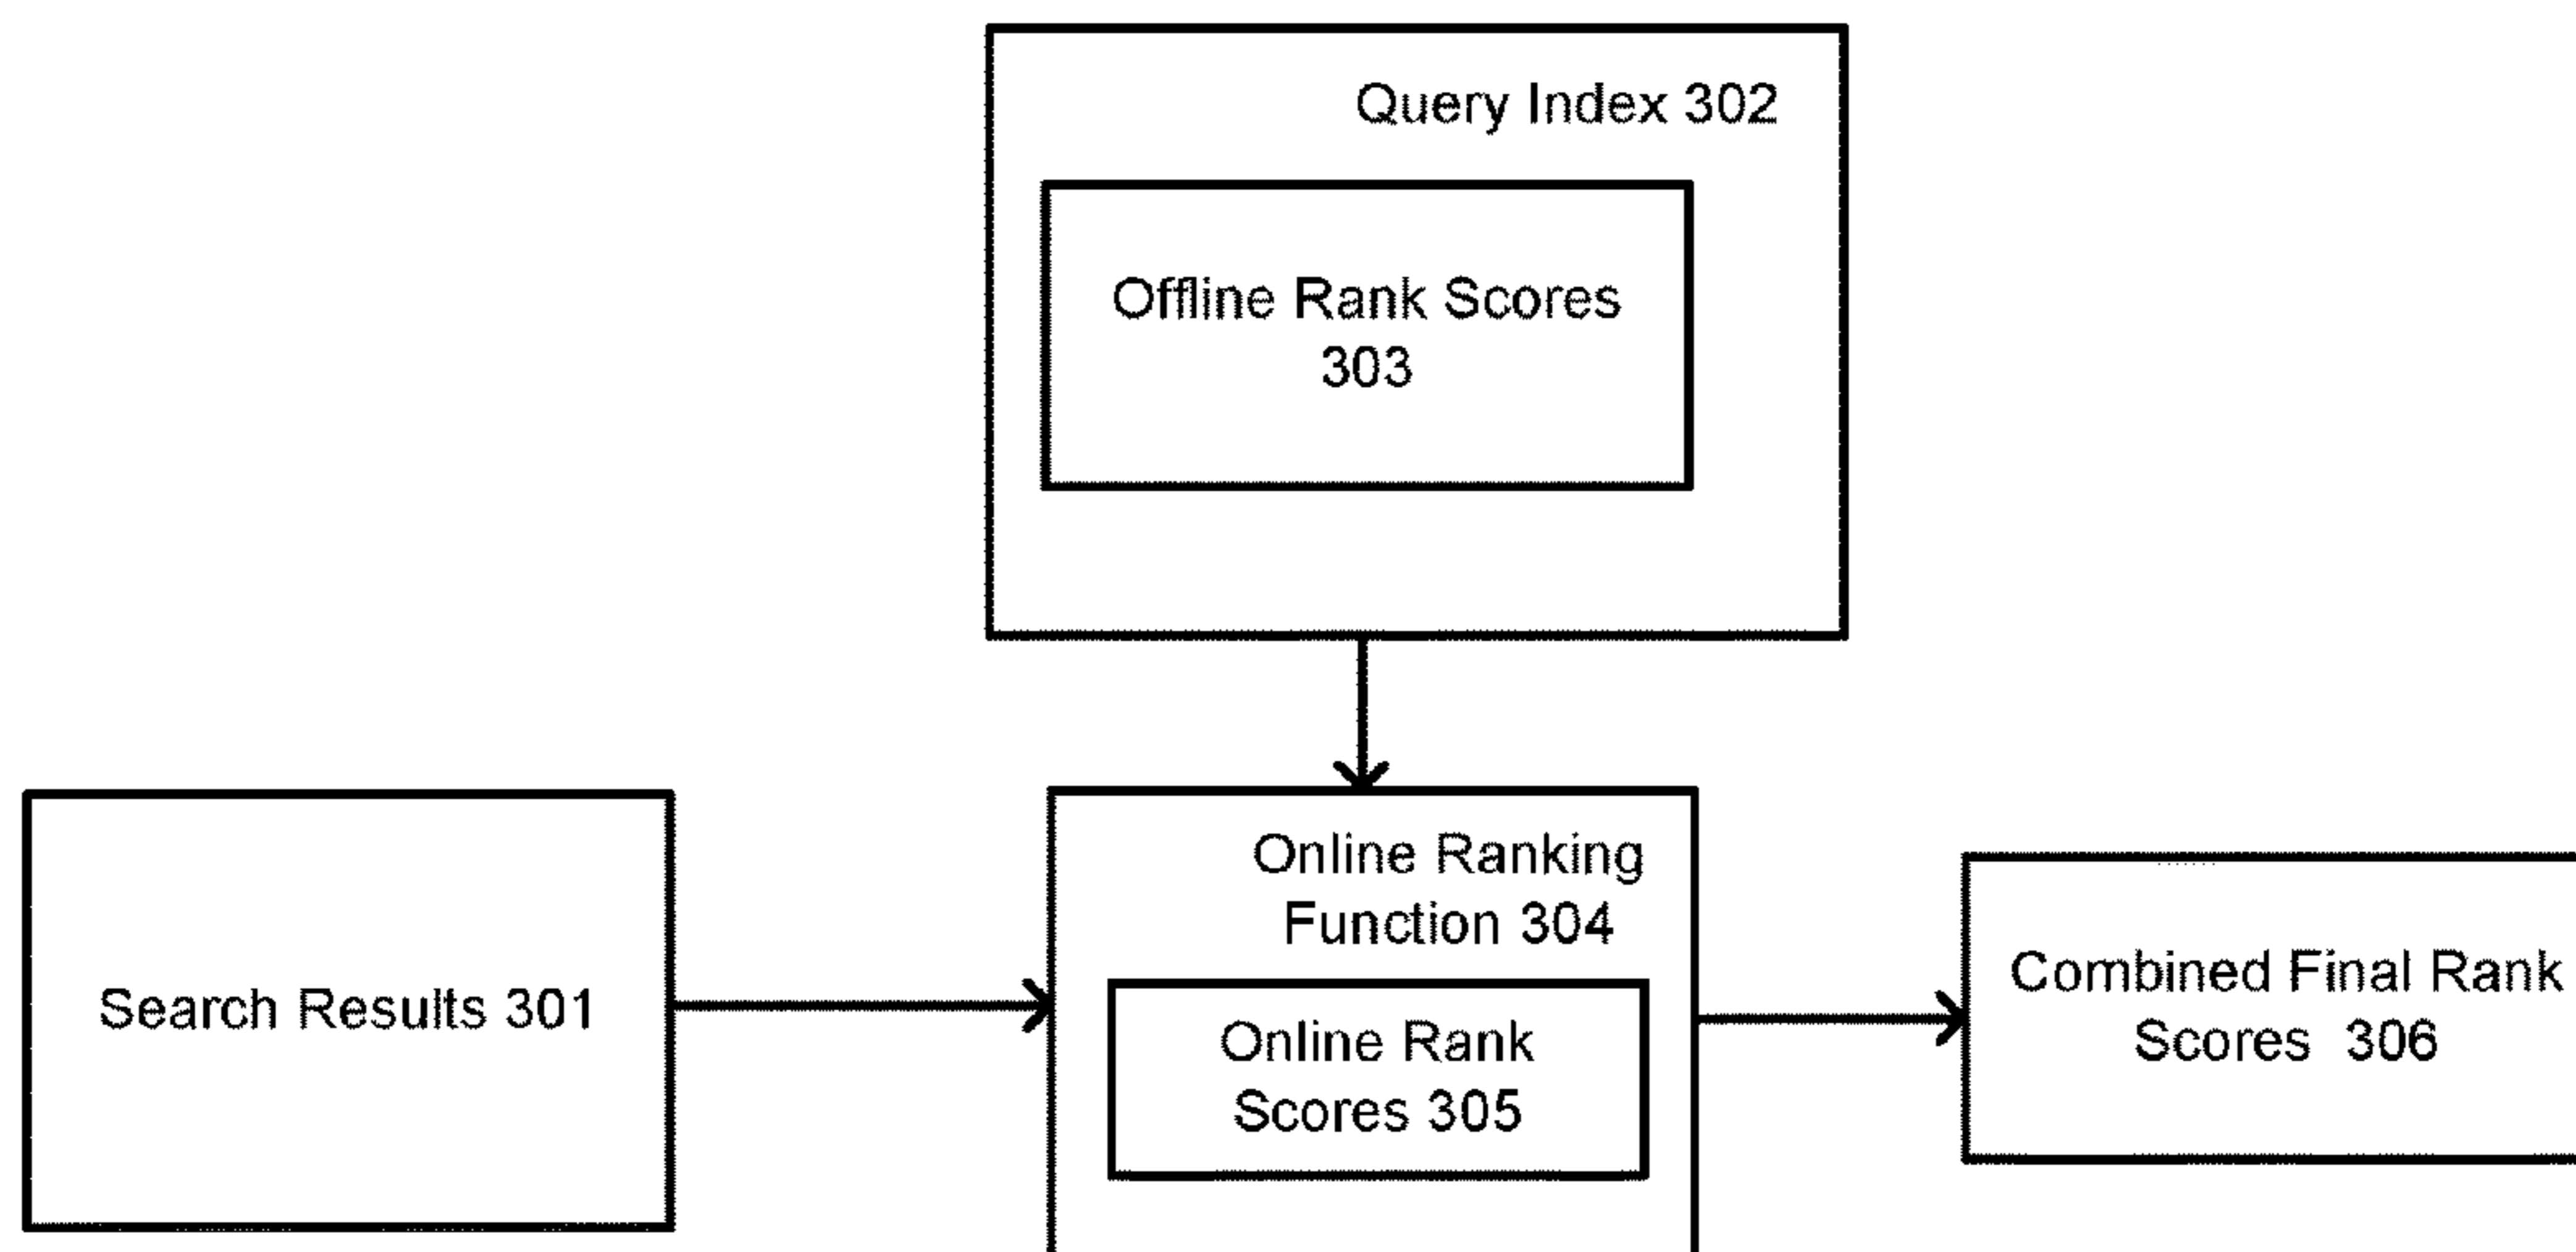 Query Index 302
Offline Rank Scores
303
Search Results 301
Online Ranking
Function 304
Online Rank
Scores 305
Combined Final Rank
Scores 306